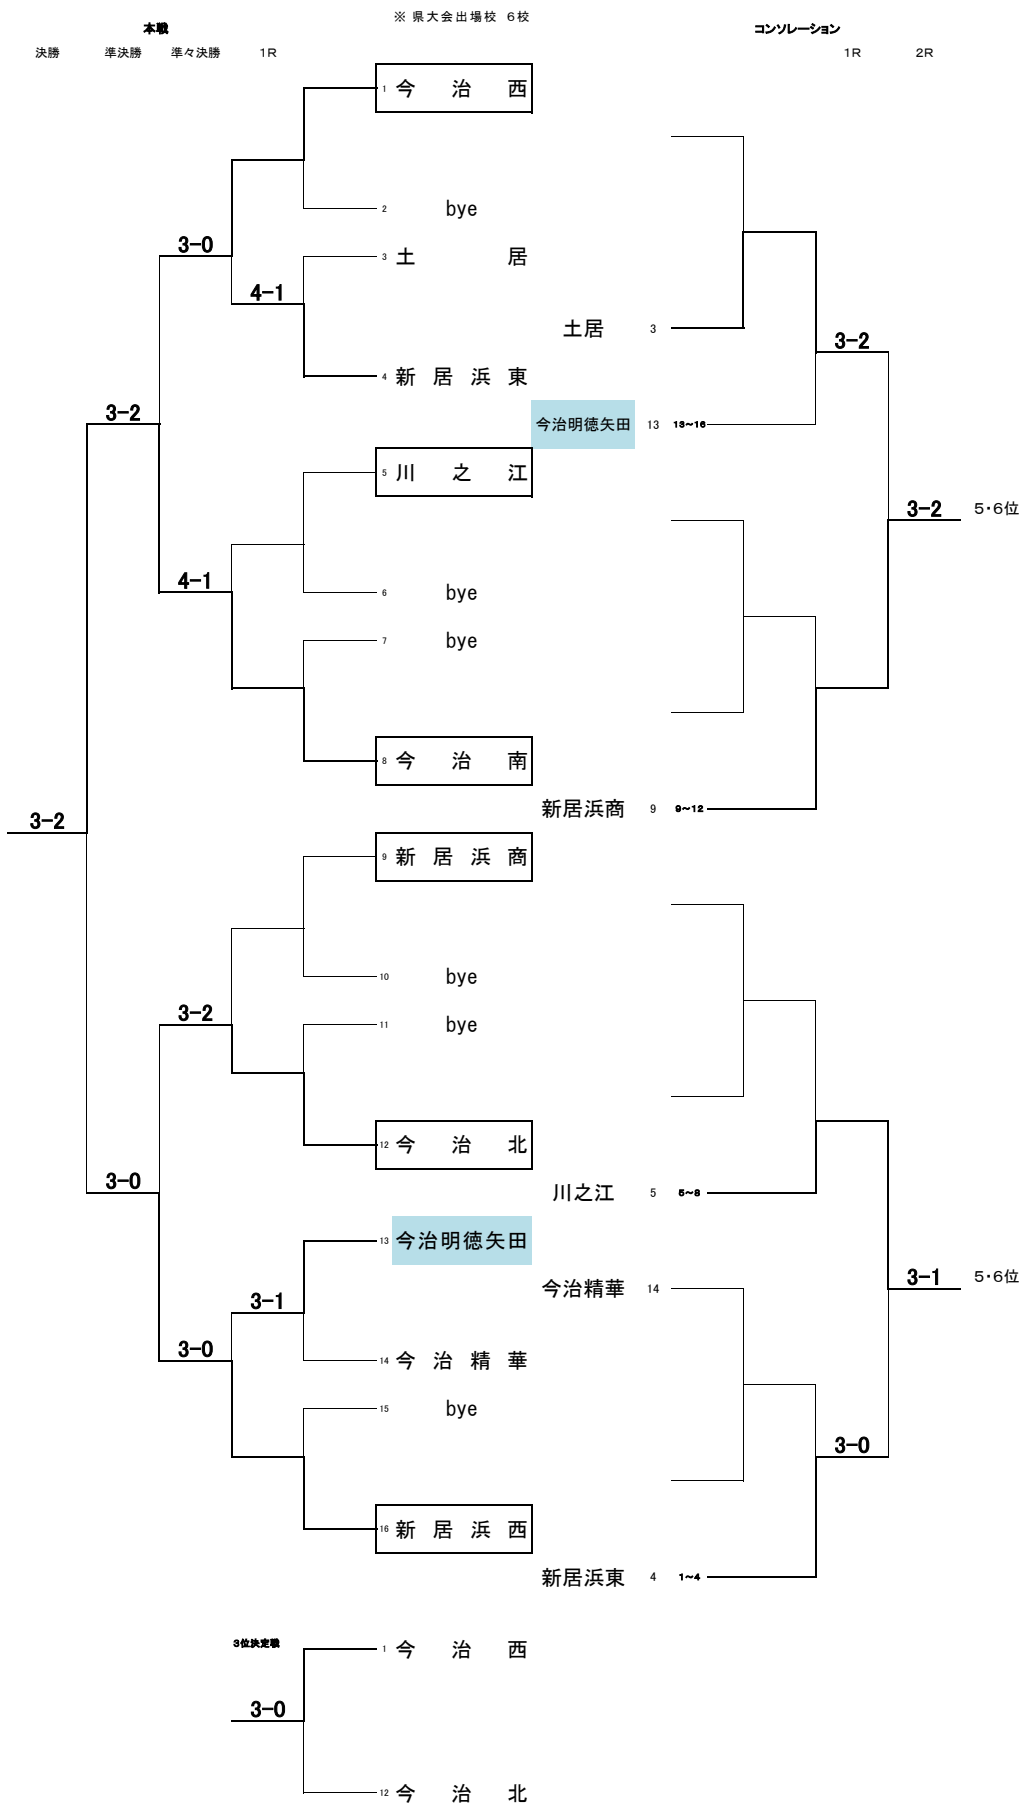 ※ 県大会出場校 6校
本戦 コンソレーション
決勝 準決勝 準々決勝 1R 1R 2R
1 今治西
2 bye
3-0
3 土居
4-1
土居 3
3-2
4 新居浜東
3-2
今治明徳矢田 13 13~16
5 川之江
3-2 5・6位
4-1
6 bye
7 bye
8 今治南
新居浜商 9 9~12
3-2
9 新居浜商
10 bye
3-2
11 bye
12 今治北
3-0
川之江 5 5~8
13 今治明徳矢田
3-1 5・6位
今治精華 14
3-1
3-0
14 今治精華
15 bye
3-0
16 新居浜西
新居浜東 4 1~4
3位決定戦
1 今治西
3-0
12 今治北